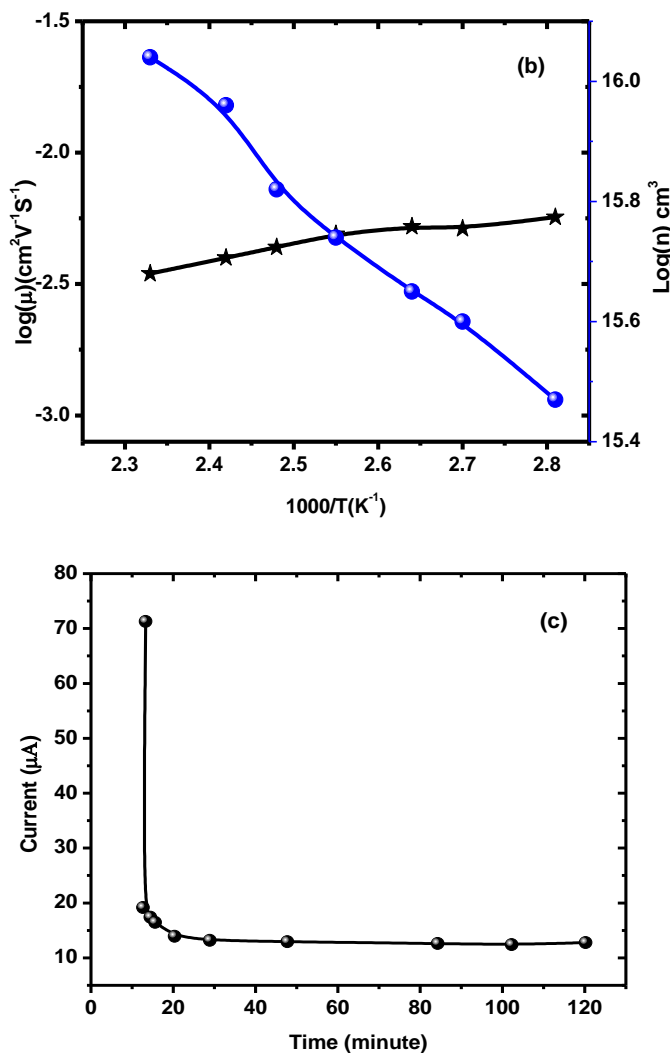 (b)
log(μ)(cm²V⁻¹S⁻¹)
-1.5
-2.0
-2.5
-3.0
16.0
15.8
15.6
15.4
Log(n) cm³
2.3 2.4 2.5 2.6 2.7 2.8
1000/T(K⁻¹)
(c)
Current (μA)
80
70
60
50
40
30
20
10
0 20 40 60 80 100 120
Time (minute)